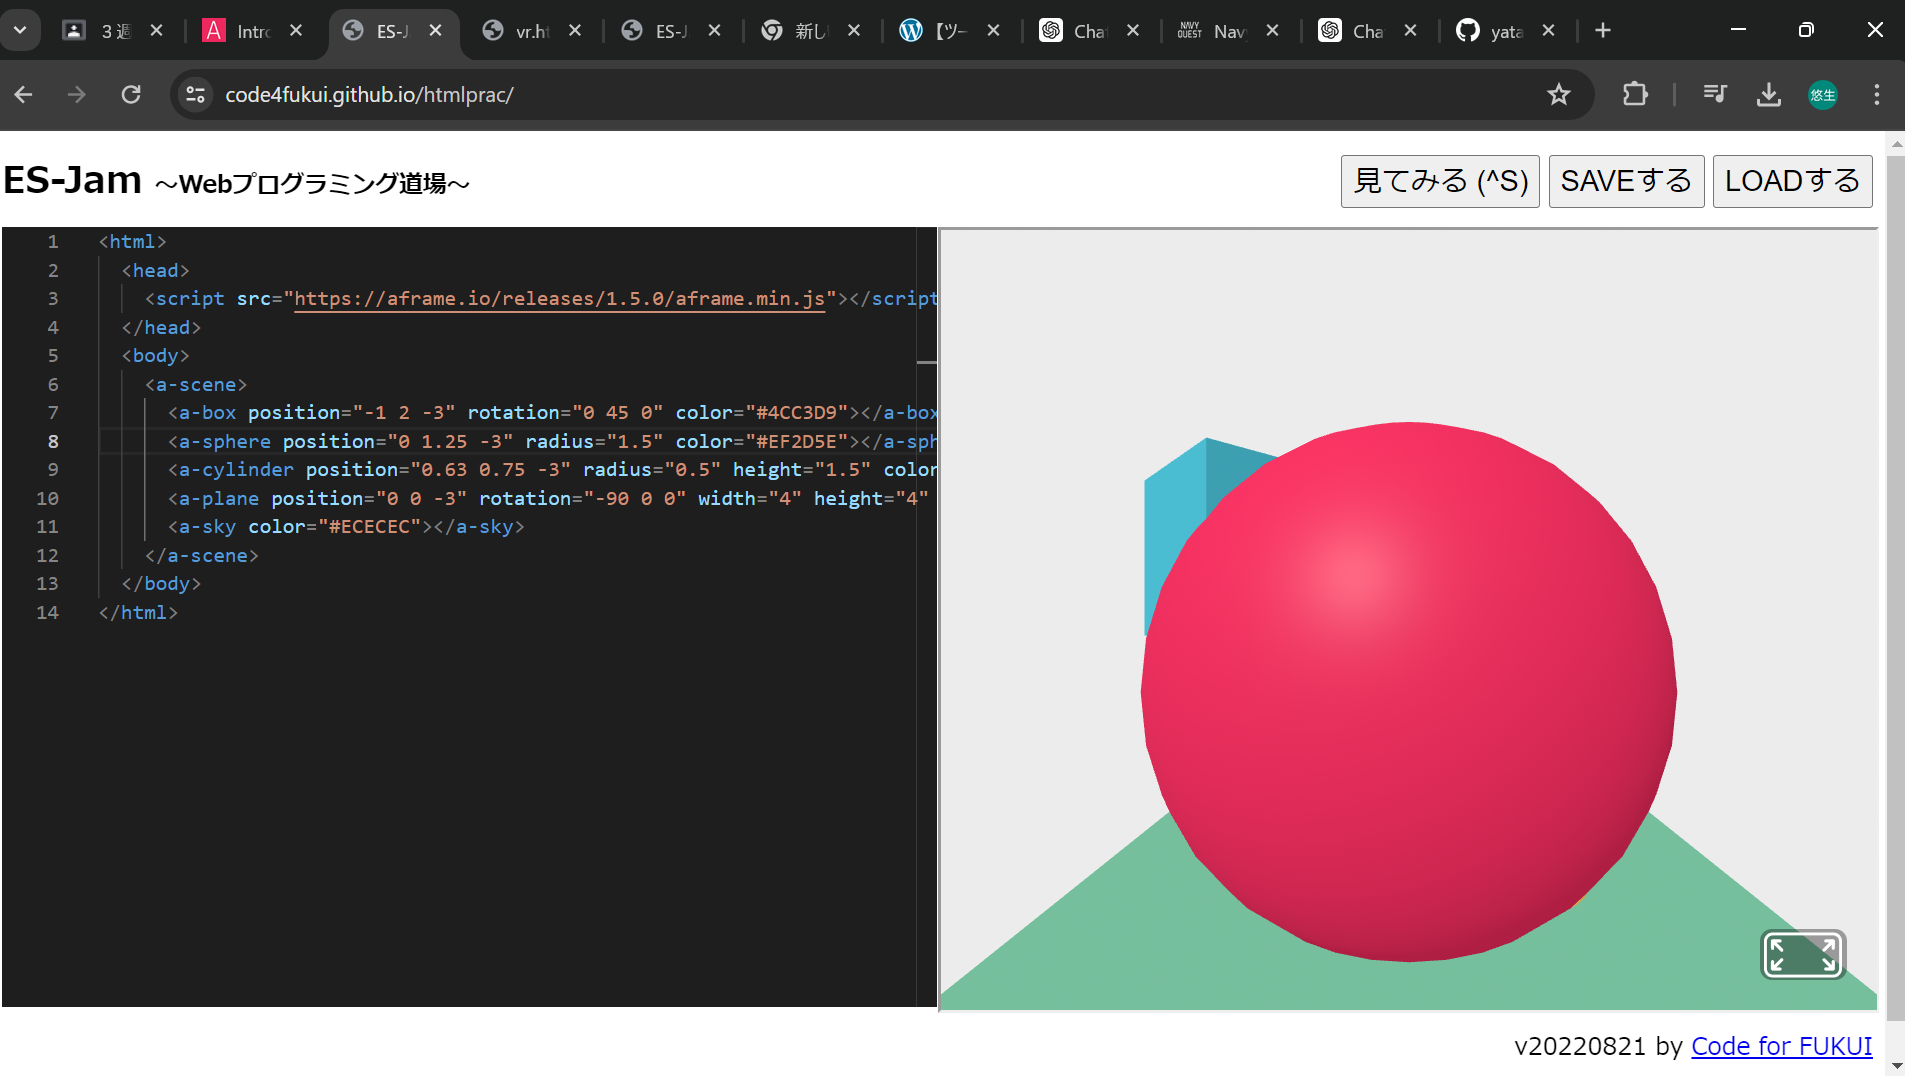 ３週
Intro
ES-J
vr.ht
ES-J
新しい
【ツー
Chat
NAVY QUEST
Navy
Chat
yata
code4fukui.github.io/htmlprac/
悠生
ES-Jam ～Webプログラミング道場～
見てみる (^S)
SAVEする
LOADする
1 <html>
2 <head>
3 <script src="https://aframe.io/releases/1.5.0/aframe.min.js"></script
4 </head>
5 <body>
6 <a-scene>
7 <a-box position="-1 2 -3" rotation="0 45 0" color="#4CC3D9"></a-box
8 <a-sphere position="0 1.25 -3" radius="1.5" color="#EF2D5E"></a-sph
9 <a-cylinder position="0.63 0.75 -3" radius="0.5" height="1.5" color
10 <a-plane position="0 0 -3" rotation="-90 0 0" width="4" height="4"
11 <a-sky color="#ECECEC"></a-sky>
12 </a-scene>
13 </body>
14 </html>
v20220821 by Code for FUKUI